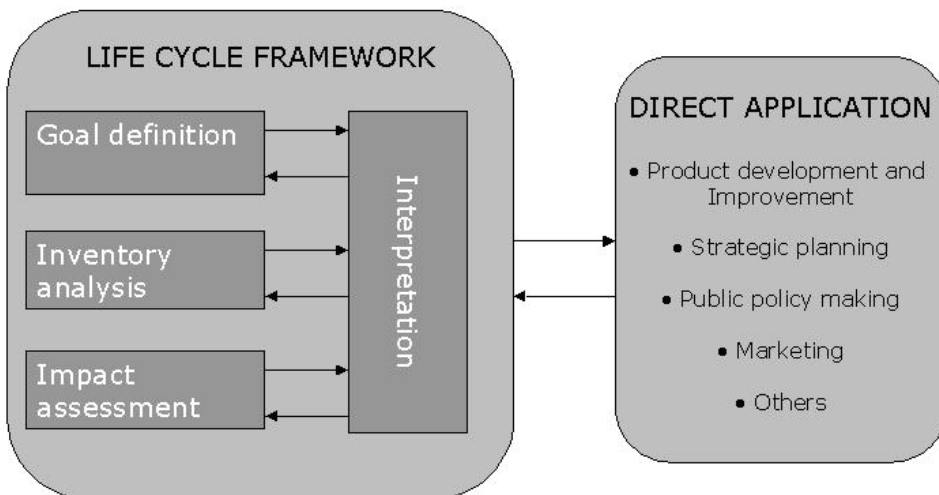 LIFE CYCLE FRAMEWORK
Goal definition
Inventory
analysis
Impact
assessment
Interpretation
DIRECT APPLICATION
• Product development and
Improvement
• Strategic planning
• Public policy making
• Marketing
• Others